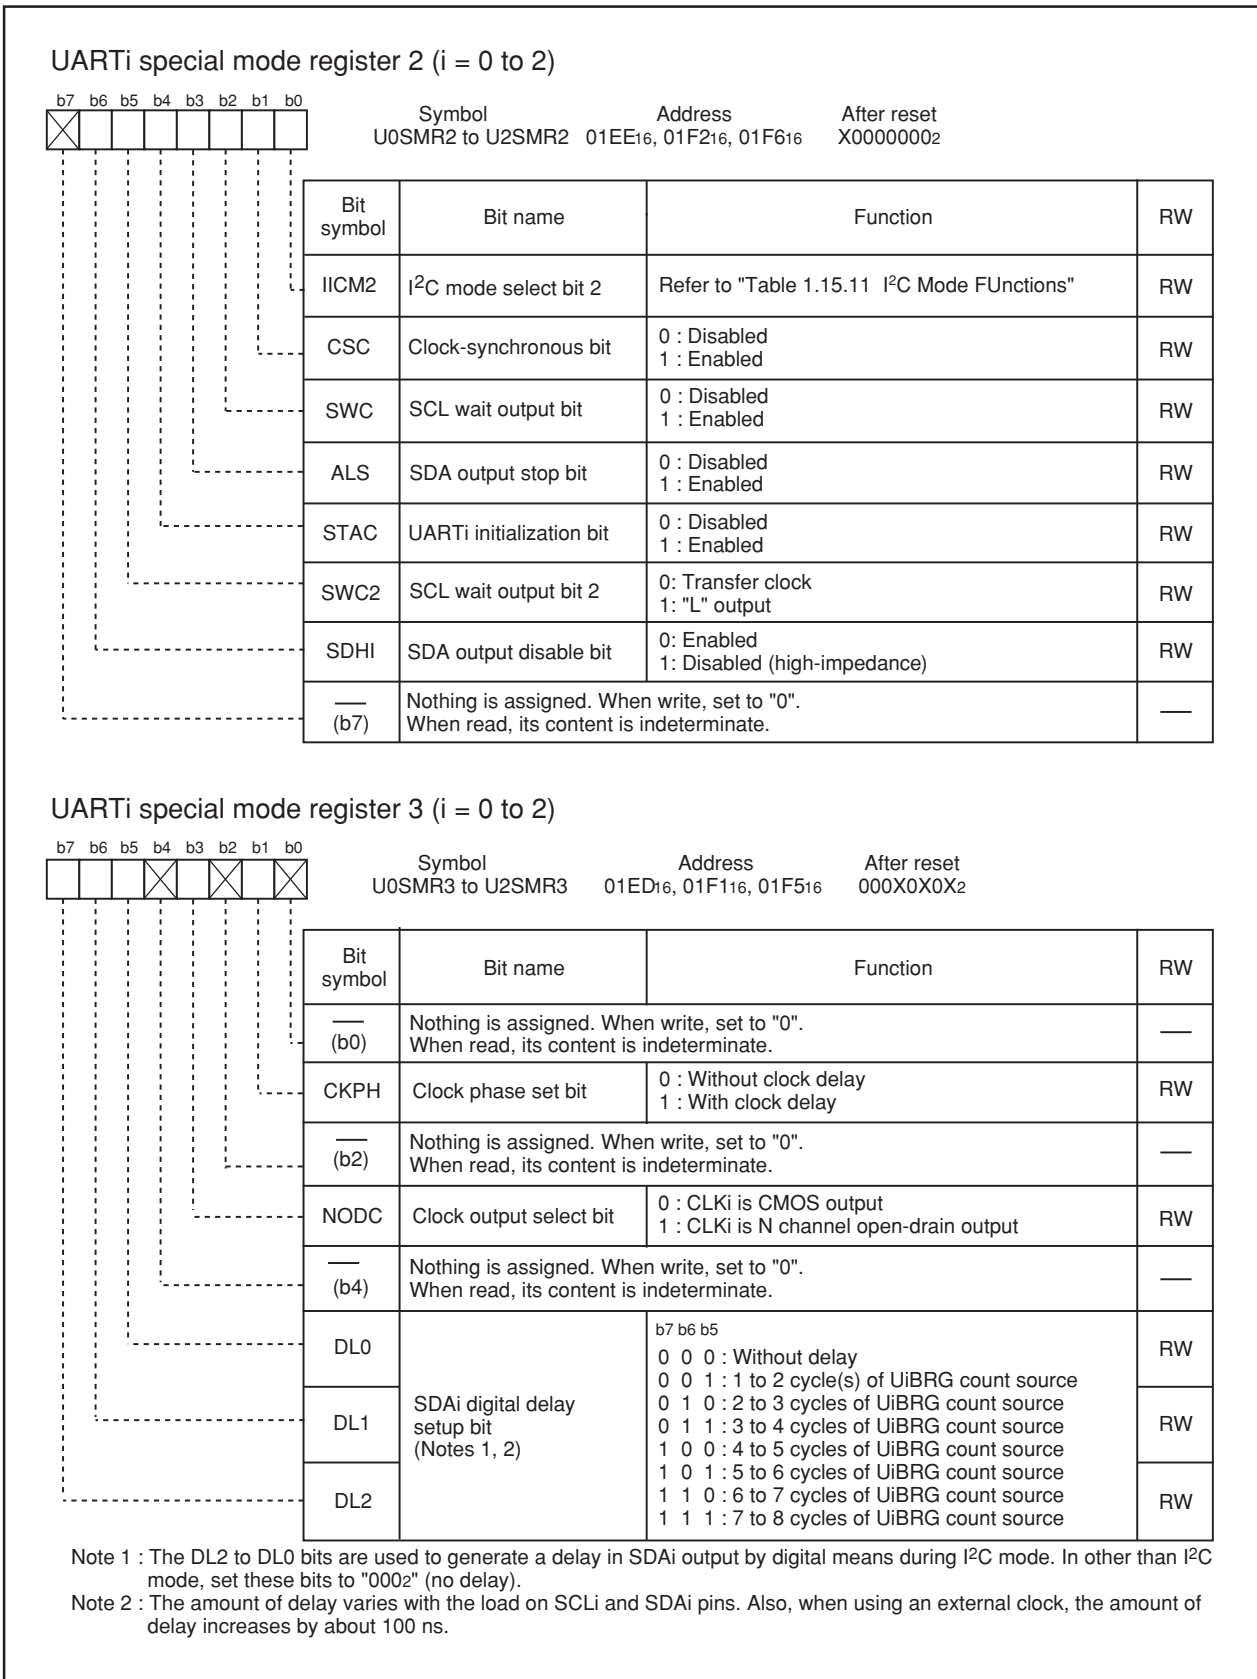 UARTi special mode register 2 (i = 0 to 2)
b7 b6 b5 b4 b3 b2 b1 b0
Symbol Address After reset
U0SMR2 to U2SMR2 01EE16, 01F216, 01F616 X00000002
Bit symbol Bit name Function RW
IICM2 I2C mode select bit 2 Refer to "Table 1.15.11 I2C Mode FUnctions" RW
CSC Clock-synchronous bit 0 : Disabled RW
1 : Enabled
SWC SCL wait output bit 0 : Disabled RW
1 : Enabled
ALS SDA output stop bit 0 : Disabled RW
1 : Enabled
STAC UARTi initialization bit 0 : Disabled RW
1 : Enabled
SWC2 SCL wait output bit 2 0: Transfer clock RW
1: "L" output
SDHI SDA output disable bit 0: Enabled RW
1: Disabled (high-impedance)
— (b7) Nothing is assigned. When write, set to "0". —
When read, its content is indeterminate.
UARTi special mode register 3 (i = 0 to 2)
b7 b6 b5 b4 b3 b2 b1 b0
Symbol Address After reset
U0SMR3 to U2SMR3 01ED16, 01F116, 01F516 000X0X0X2
Bit symbol Bit name Function RW
— (b0) Nothing is assigned. When write, set to "0". —
When read, its content is indeterminate.
CKPH Clock phase set bit 0 : Without clock delay RW
1 : With clock delay
— (b2) Nothing is assigned. When write, set to "0". —
When read, its content is indeterminate.
NODC Clock output select bit 0 : CLKi is CMOS output RW
1 : CLKi is N channel open-drain output
— (b4) Nothing is assigned. When write, set to "0". —
When read, its content is indeterminate.
DL0 RW
DL1 RW
DL2 RW
SDAi digital delay
setup bit
(Notes 1, 2)
b7 b6 b5
0 0 0 : Without delay
0 0 1 : 1 to 2 cycle(s) of UiBRG count source
0 1 0 : 2 to 3 cycles of UiBRG count source
0 1 1 : 3 to 4 cycles of UiBRG count source
1 0 0 : 4 to 5 cycles of UiBRG count source
1 0 1 : 5 to 6 cycles of UiBRG count source
1 1 0 : 6 to 7 cycles of UiBRG count source
1 1 1 : 7 to 8 cycles of UiBRG count source
Note 1 : The DL2 to DL0 bits are used to generate a delay in SDAi output by digital means during I2C mode. In other than I2C
mode, set these bits to "0002" (no delay).
Note 2 : The amount of delay varies with the load on SCLi and SDAi pins. Also, when using an external clock, the amount of
delay increases by about 100 ns.